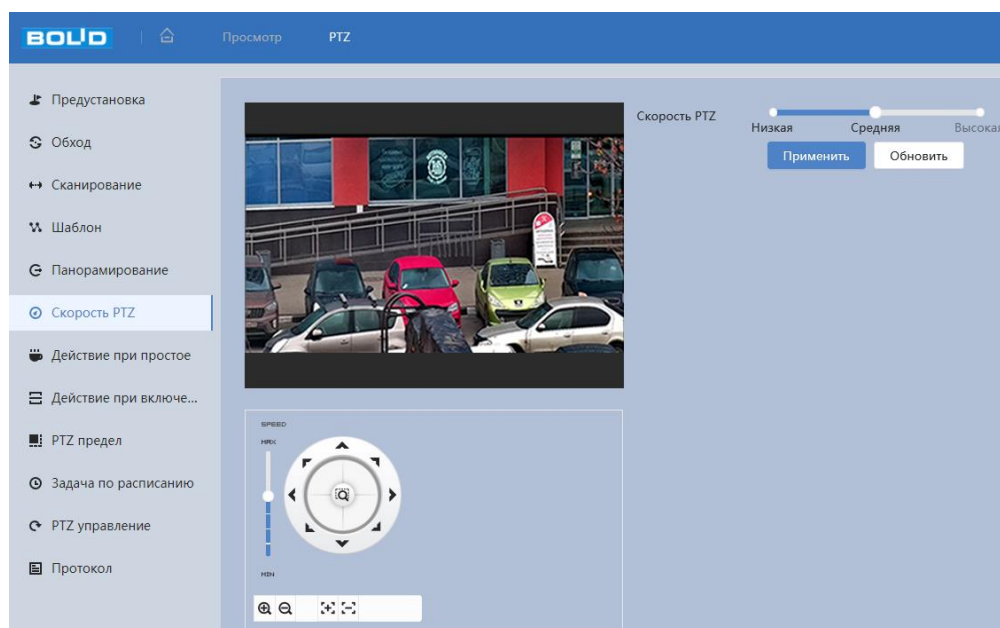 BOLID
Просмотр PTZ
Предустановка
Обход
Сканирование
Шаблон
Панорамирование
Скорость PTZ
Действие при простое
Действие при включе...
PTZ предел
Задача по расписанию
PTZ управление
Протокол
Скорость PTZ
Низкая Средняя Высокая
Применить Обновить
SPEED
MAX
MIN